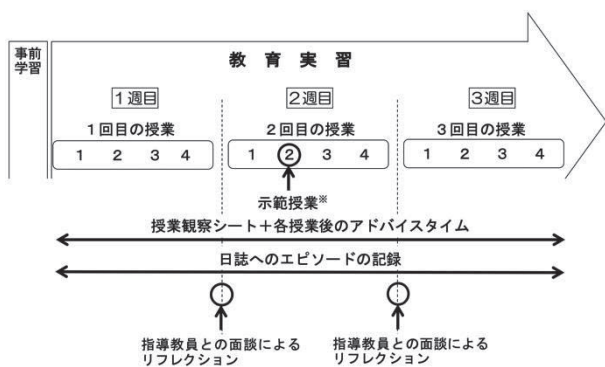 事前
学習
教育実習
1週目
2週目
3週目
1回目の授業
2回目の授業
3回目の授業
1 2 3 4
1 2 3 4
1 2 3 4
示範授業※
授業観察シート＋各授業後のアドバイスタイム
日誌へのエピソードの記録
指導教員との面談による
リフレクション
指導教員との面談による
リフレクション